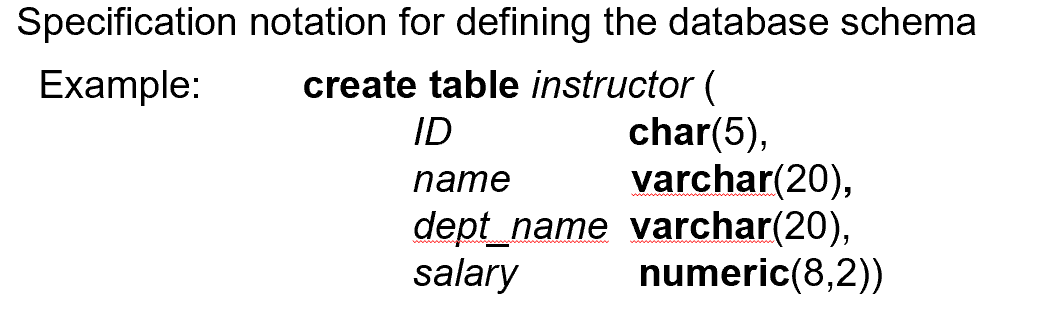 Specification notation for defining the database schema
Example: create table instructor (
ID char(5),
name varchar(20),
dept_name varchar(20),
salary numeric(8,2))